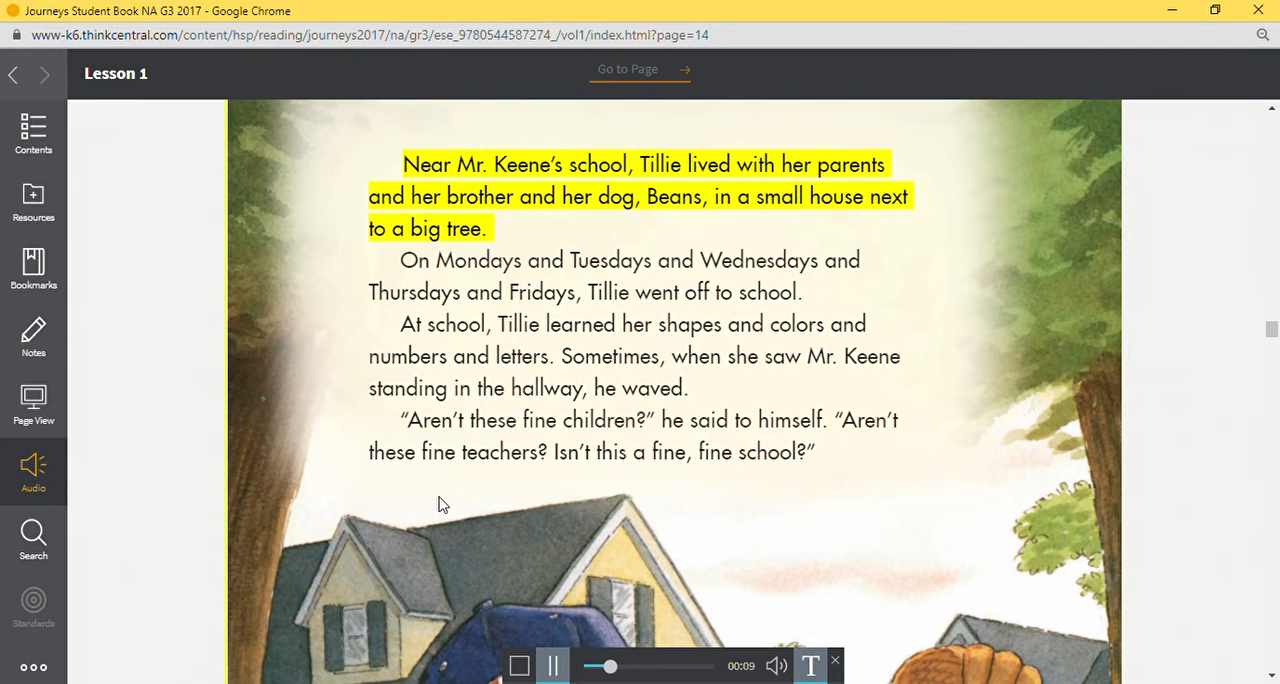 Journeys Student Book NA G3 2017 - Google Chrome
www-k6.thinkcentral.com/content/hsp/reading/journeys2017/na/gr3/ese_9780544587274_/vol1/index.html?page=14
Lesson 1
Go to Page
Contents
Resources
Bookmarks
Notes
Page View
Audio
Search
Standards
Near Mr. Keene’s school, Tillie lived with her parents
and her brother and her dog, Beans, in a small house next
to a big tree.
On Mondays and Tuesdays and Wednesdays and
Thursdays and Fridays, Tillie went off to school.
At school, Tillie learned her shapes and colors and
numbers and letters. Sometimes, when she saw Mr. Keene
standing in the hallway, he waved.
“Aren’t these fine children?” he said to himself. “Aren’t
these fine teachers? Isn’t this a fine, fine school?”
00:09
T